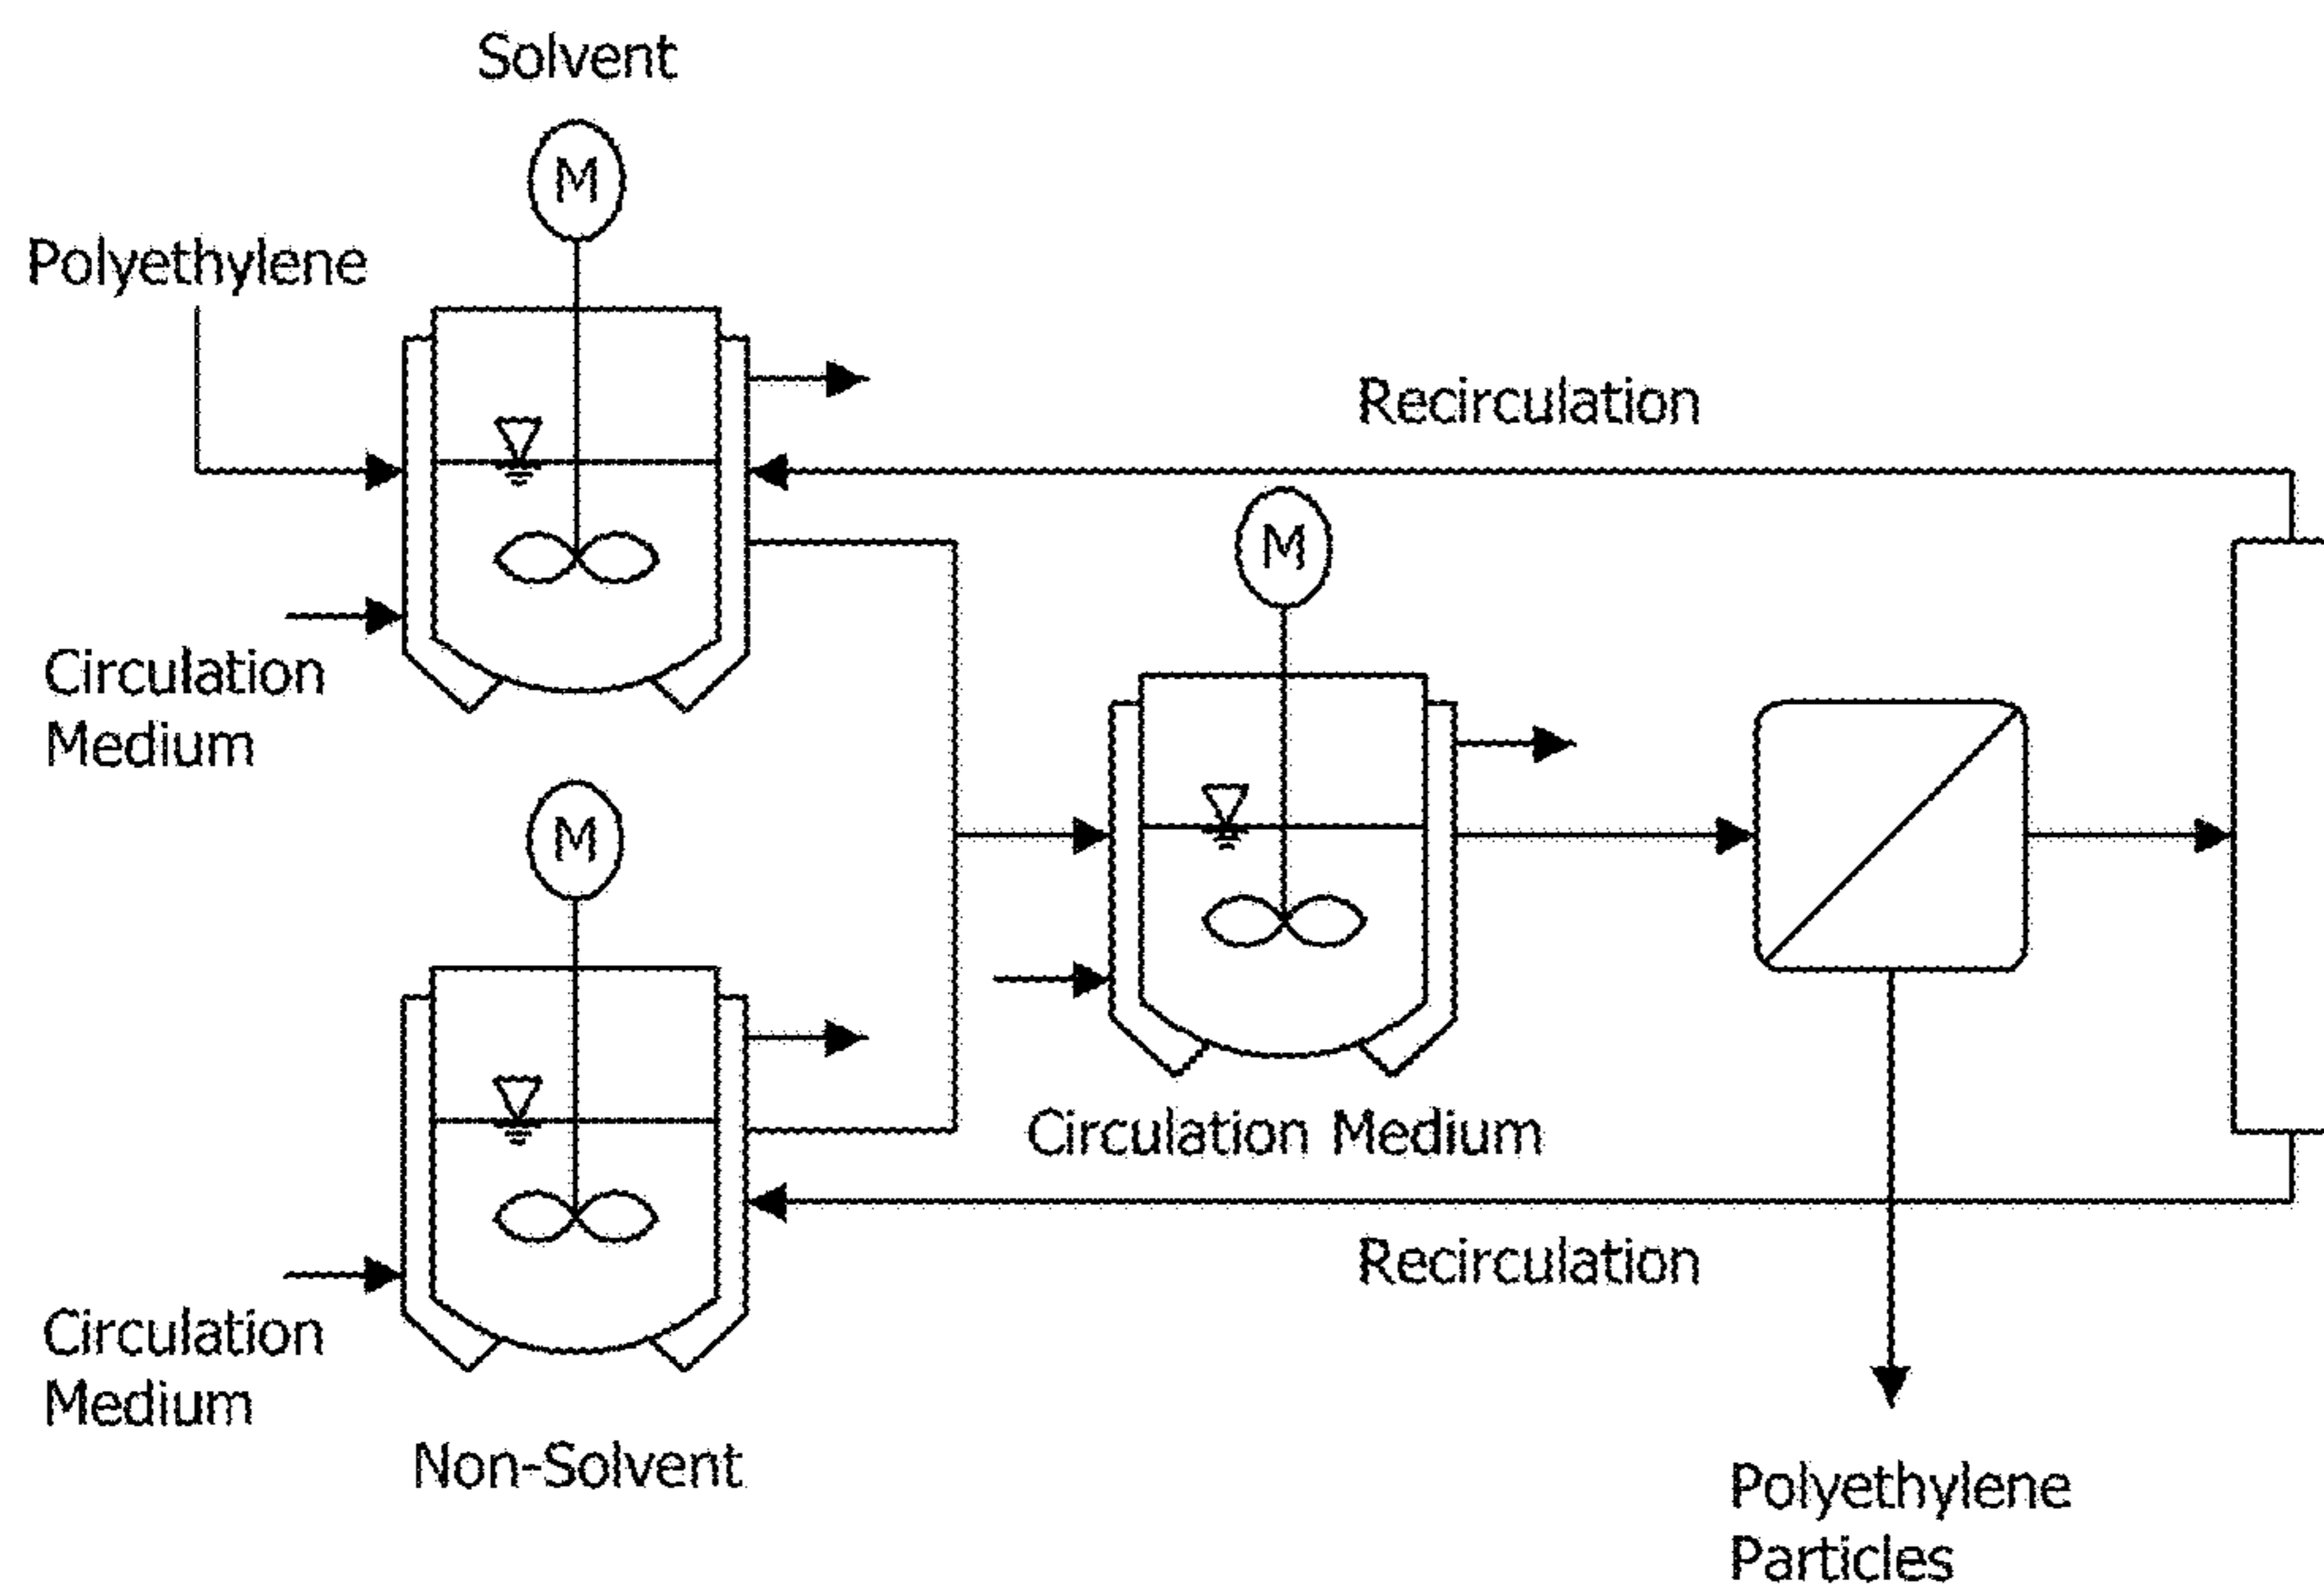 Solvent
M
Polyethylene
Recirculation
M
Circulation
Medium
M
Circulation Medium
Recirculation
Circulation
Medium
Non-Solvent
Polyethylene
Particles